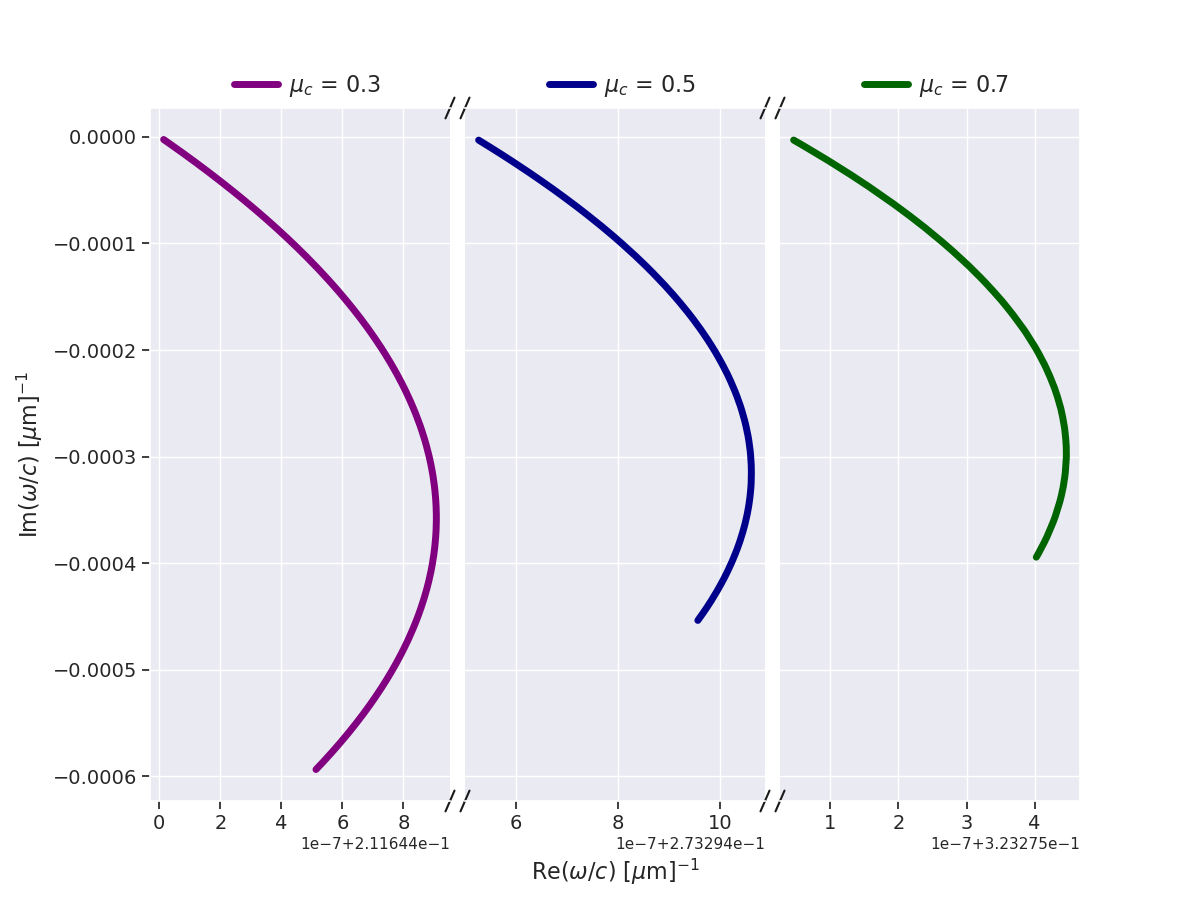 μc = 0.3
μc = 0.5
μc = 0.7
0.0000
−0.0001
−0.0002
−0.0003
−0.0004
−0.0005
−0.0006
Im(ω/c) [μm]−1
0 2 4 6 8
6 8 10
1 2 3 4
1e−7+2.11644e−1
1e−7+2.73294e−1
1e−7+3.23275e−1
Re(ω/c) [μm]−1